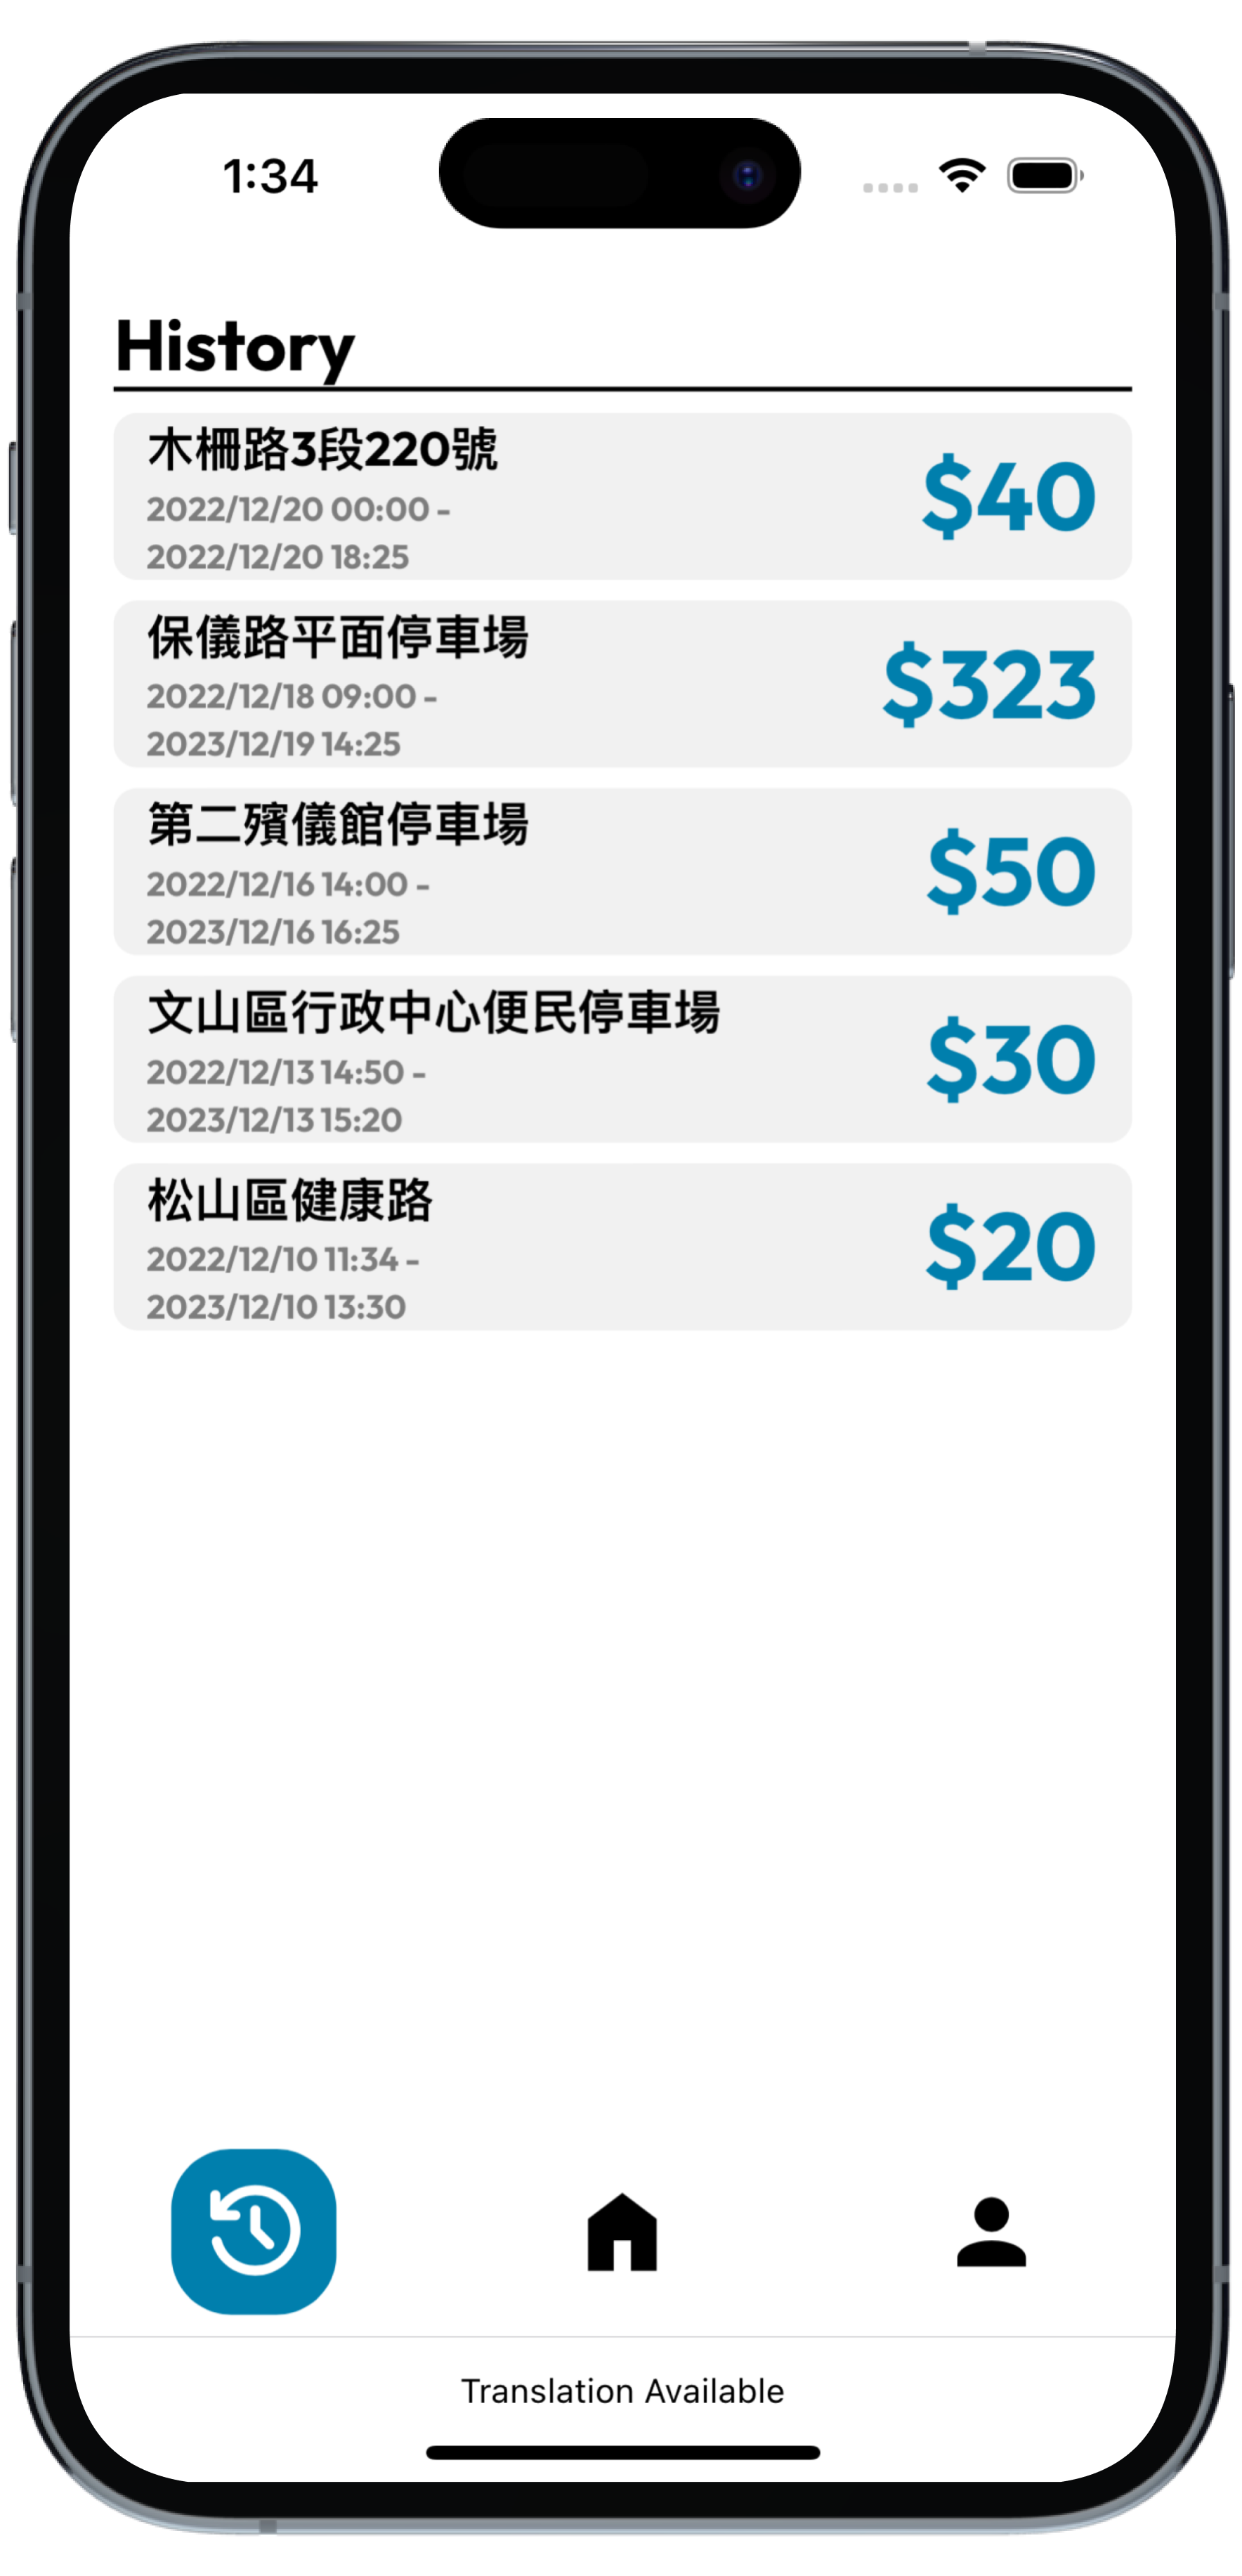 1:34
History
木柵路3段220號
2022/12/20 00:00 -
2022/12/20 18:25
$40
保儀路平面停車場
2022/12/18 09:00 -
2023/12/19 14:25
$323
第二殯儀館停車場
2022/12/16 14:00 -
2023/12/16 16:25
$50
文山區行政中心便民停車場
2022/12/13 14:50 -
2023/12/13 15:20
$30
松山區健康路
2022/12/10 11:34 -
2023/12/10 13:30
$20
Translation Available